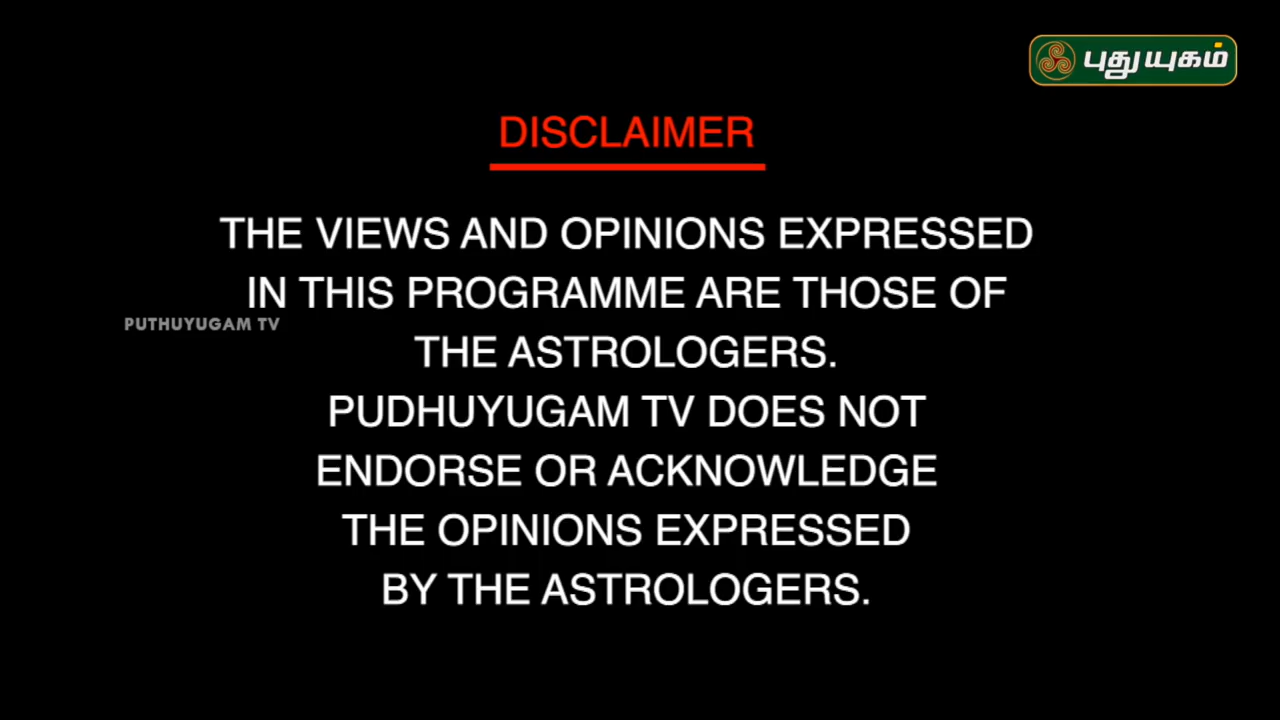 புதுயுகம்
DISCLAIMER
THE VIEWS AND OPINIONS EXPRESSED
IN THIS PROGRAMME ARE THOSE OF
PUTHUYUGAM TV
THE ASTROLOGERS.
PUDHUYUGAM TV DOES NOT
ENDORSE OR ACKNOWLEDGE
THE OPINIONS EXPRESSED
BY THE ASTROLOGERS.